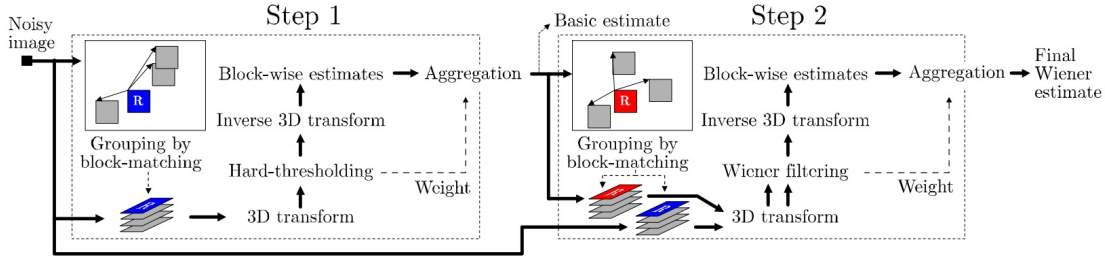 Step 1
Step 2
Noisy
image
R
Grouping by
block-matching
Block-wise estimates
Aggregation
Inverse 3D transform
Hard-thresholding
Weight
3D transform
Basic estimate
R
Grouping by
block-matching
Block-wise estimates
Aggregation
Inverse 3D transform
Wiener filtering
Weight
3D transform
Final
Wiener
estimate